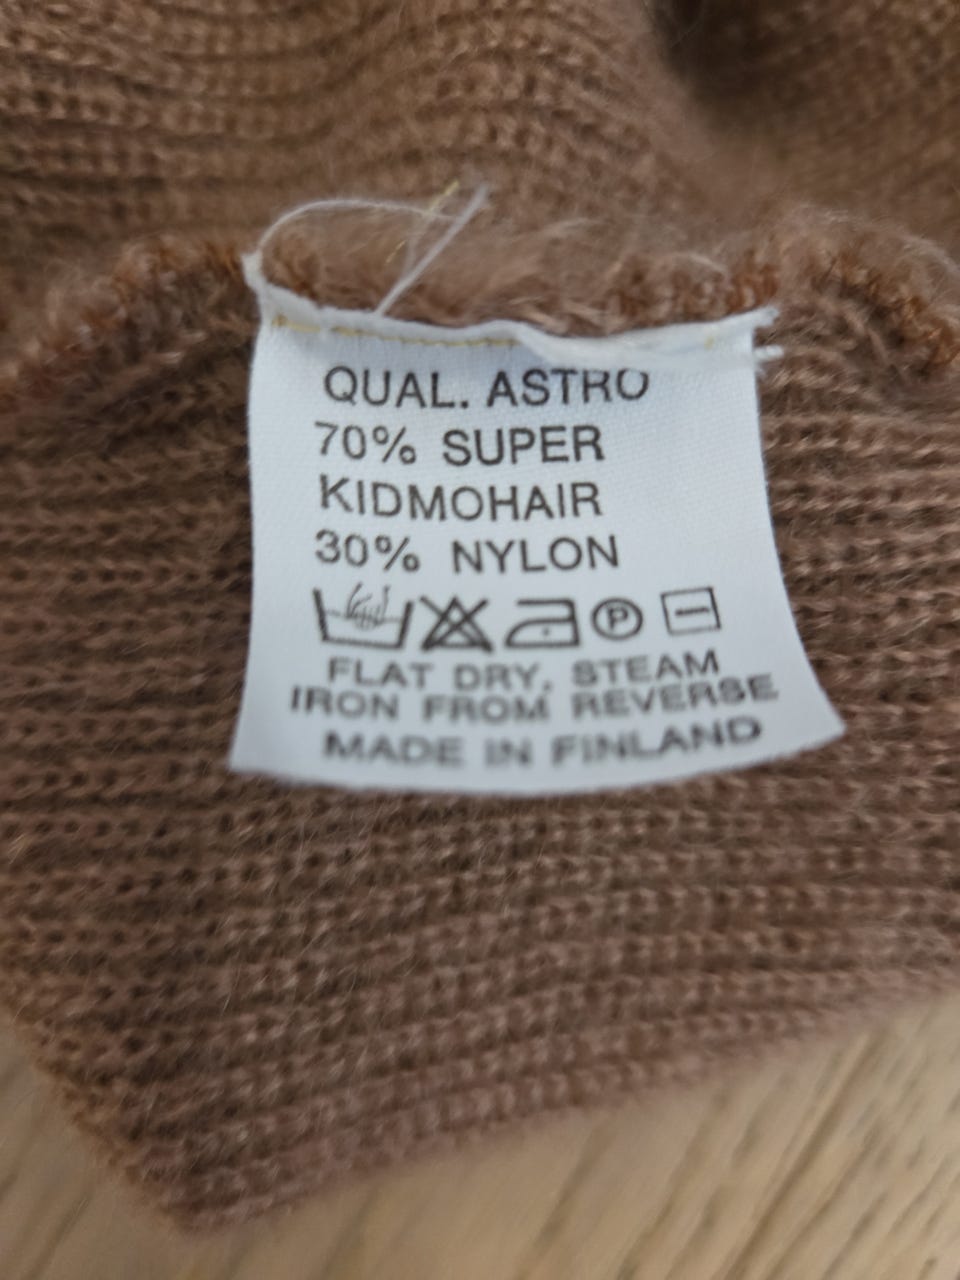 QUAL. ASTRO
70% SUPER
KIDMOHAIR
30% NYLON
P
FLAT DRY. STEAM
IRON FROM REVERSE
MADE IN FINLAND